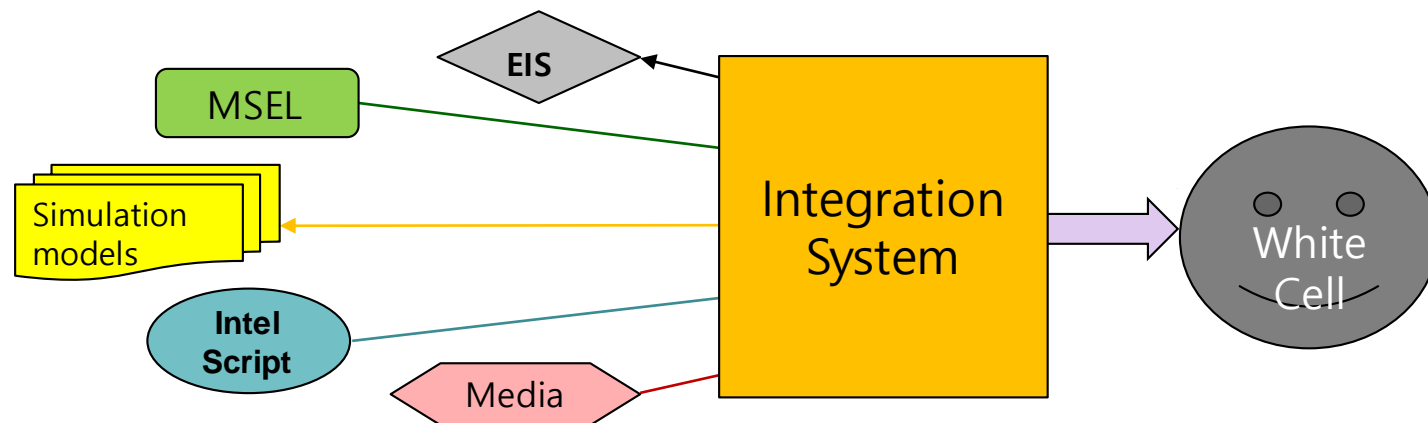 EIS
MSEL
Simulation
models
Intel
Script
Media
Integration
System
White
Cell